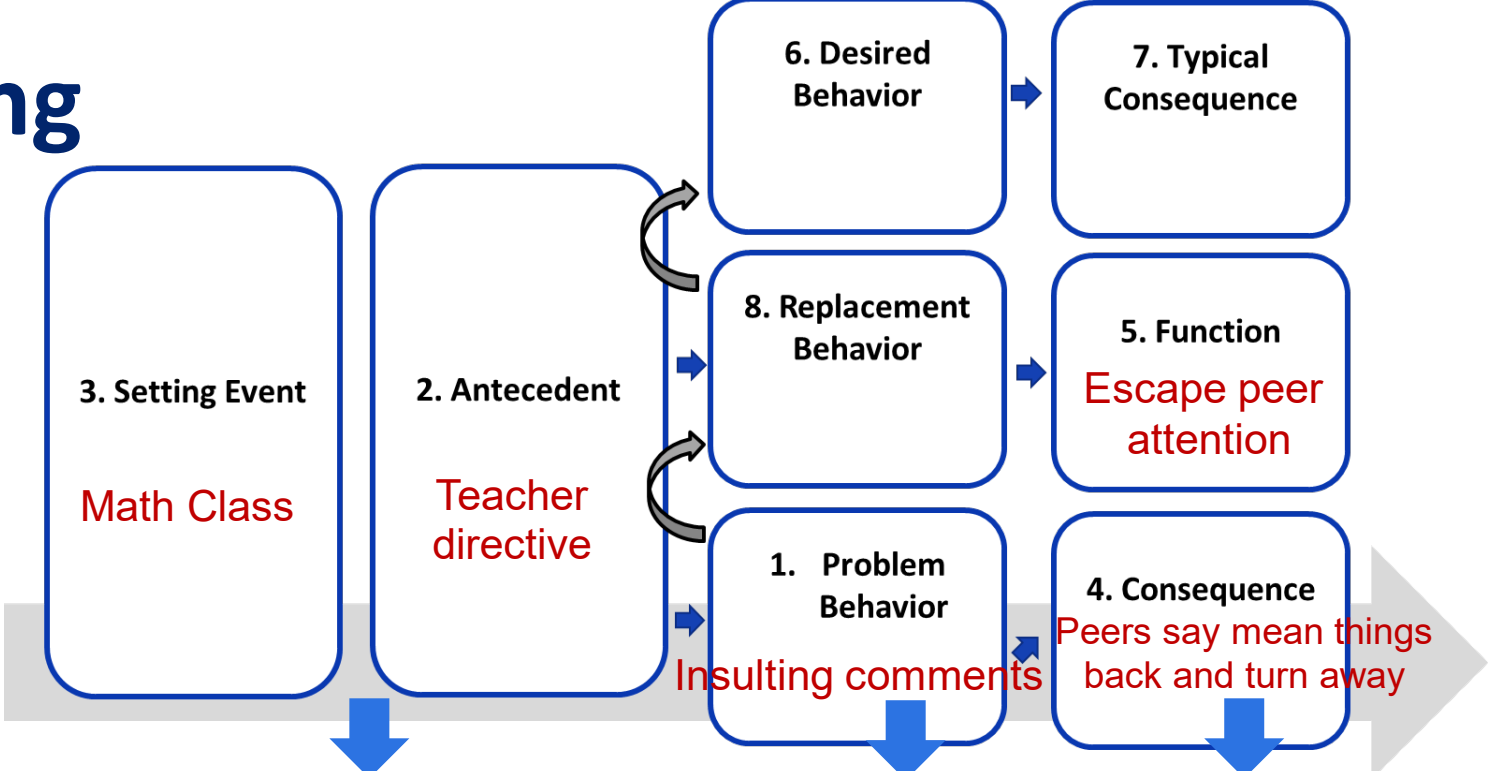 ng
3. Setting Event
Math Class
2. Antecedent
Teacher
directive
6. Desired
Behavior
7. Typical
Consequence
8. Replacement
Behavior
5. Function
Escape peer
attention
1. Problem
Behavior
Insulting comments
4. Consequence
Peers say mean things
back and turn away